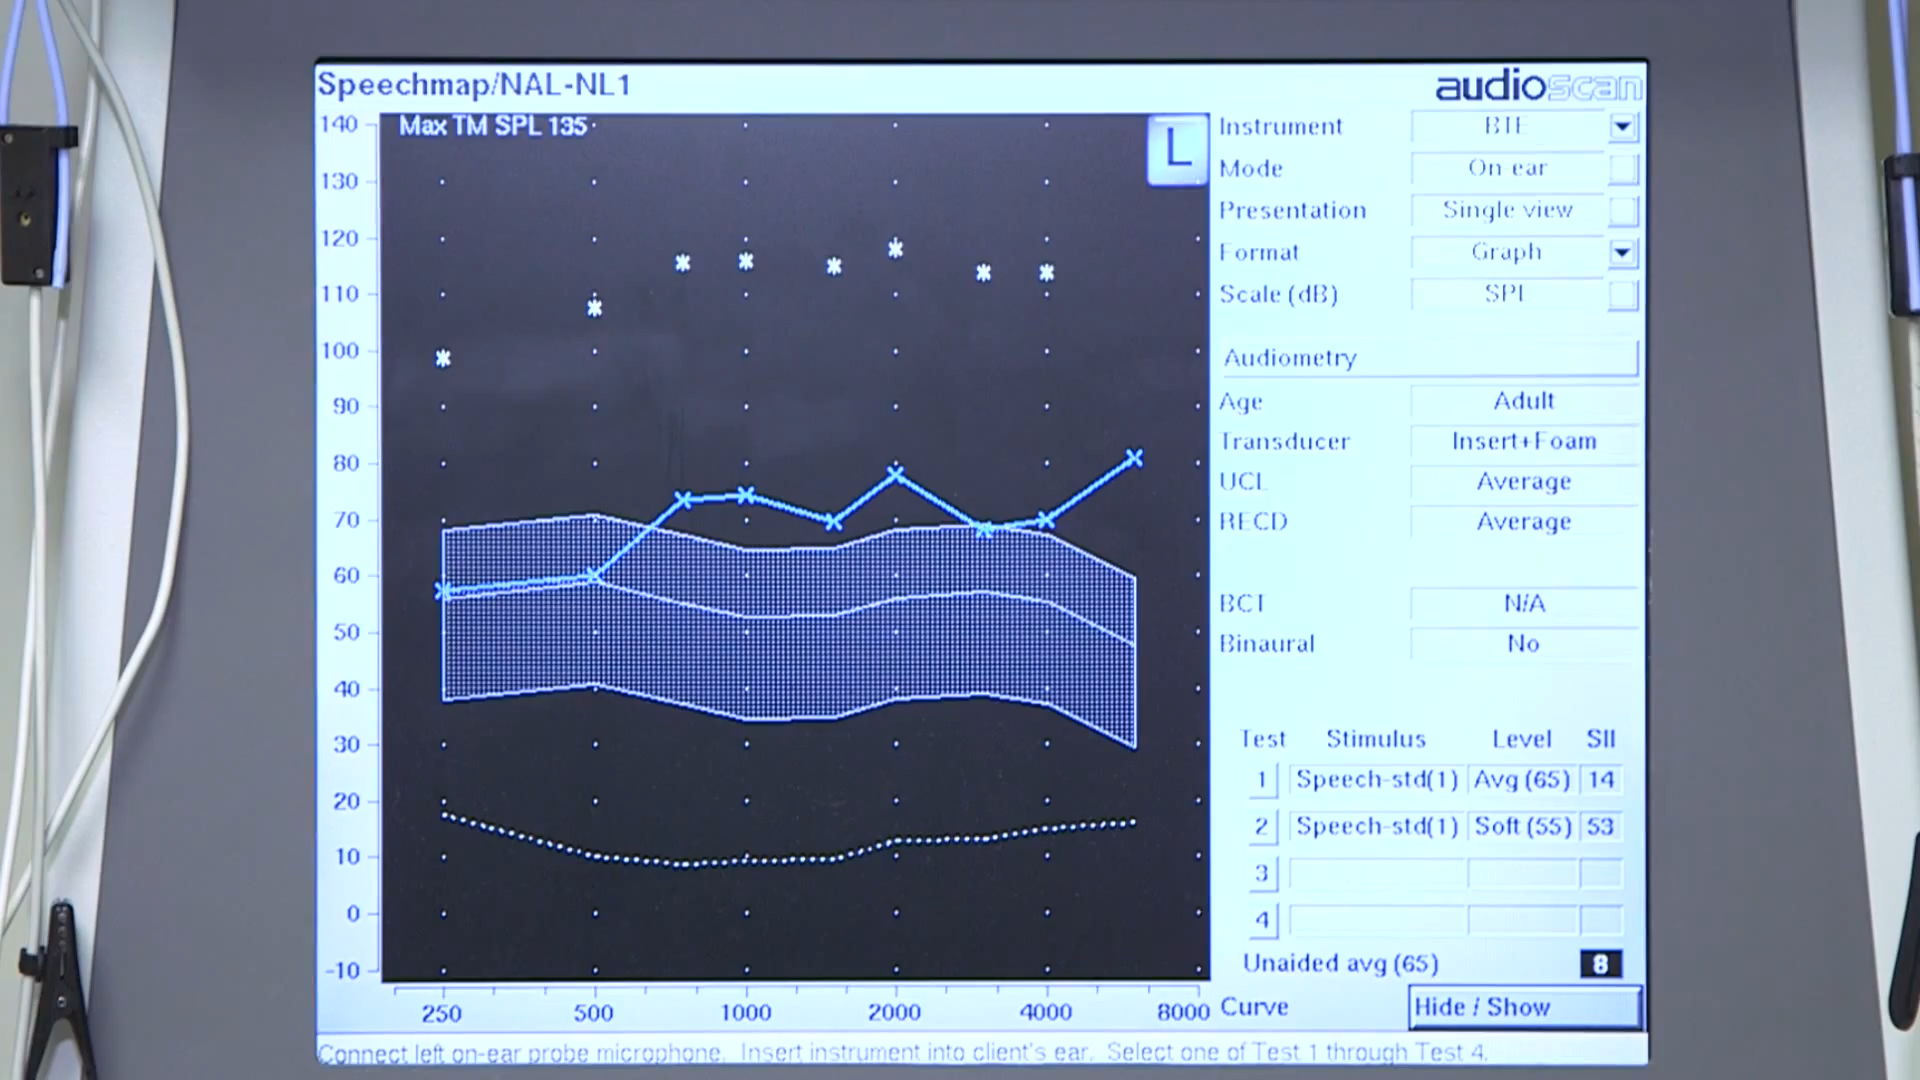 Speechmap/NAL-NL1
audioscan
Max TM SPL 135
L
140
130
120
110
100
90
80
70
60
50
40
30
20
10
0
-10
250 500 1000 2000 4000 8000
Instrument BTE
Mode On ear
Presentation Single view
Format Graph
Scale (dB) SPL
Audiometry
Age Adult
Transducer Insert+Foam
UCL Average
RECD Average
BCT N/A
Binaural No
Test Stimulus Level SII
1 Speech-std(1) Avg (65) 14
2 Speech-std(1) Soft (55) 53
3
4
Unaided avg (65) 8
Curve Hide / Show
Connect left on-ear probe microphone. Insert instrument into client's ear. Select one of Test 1 through Test 4.